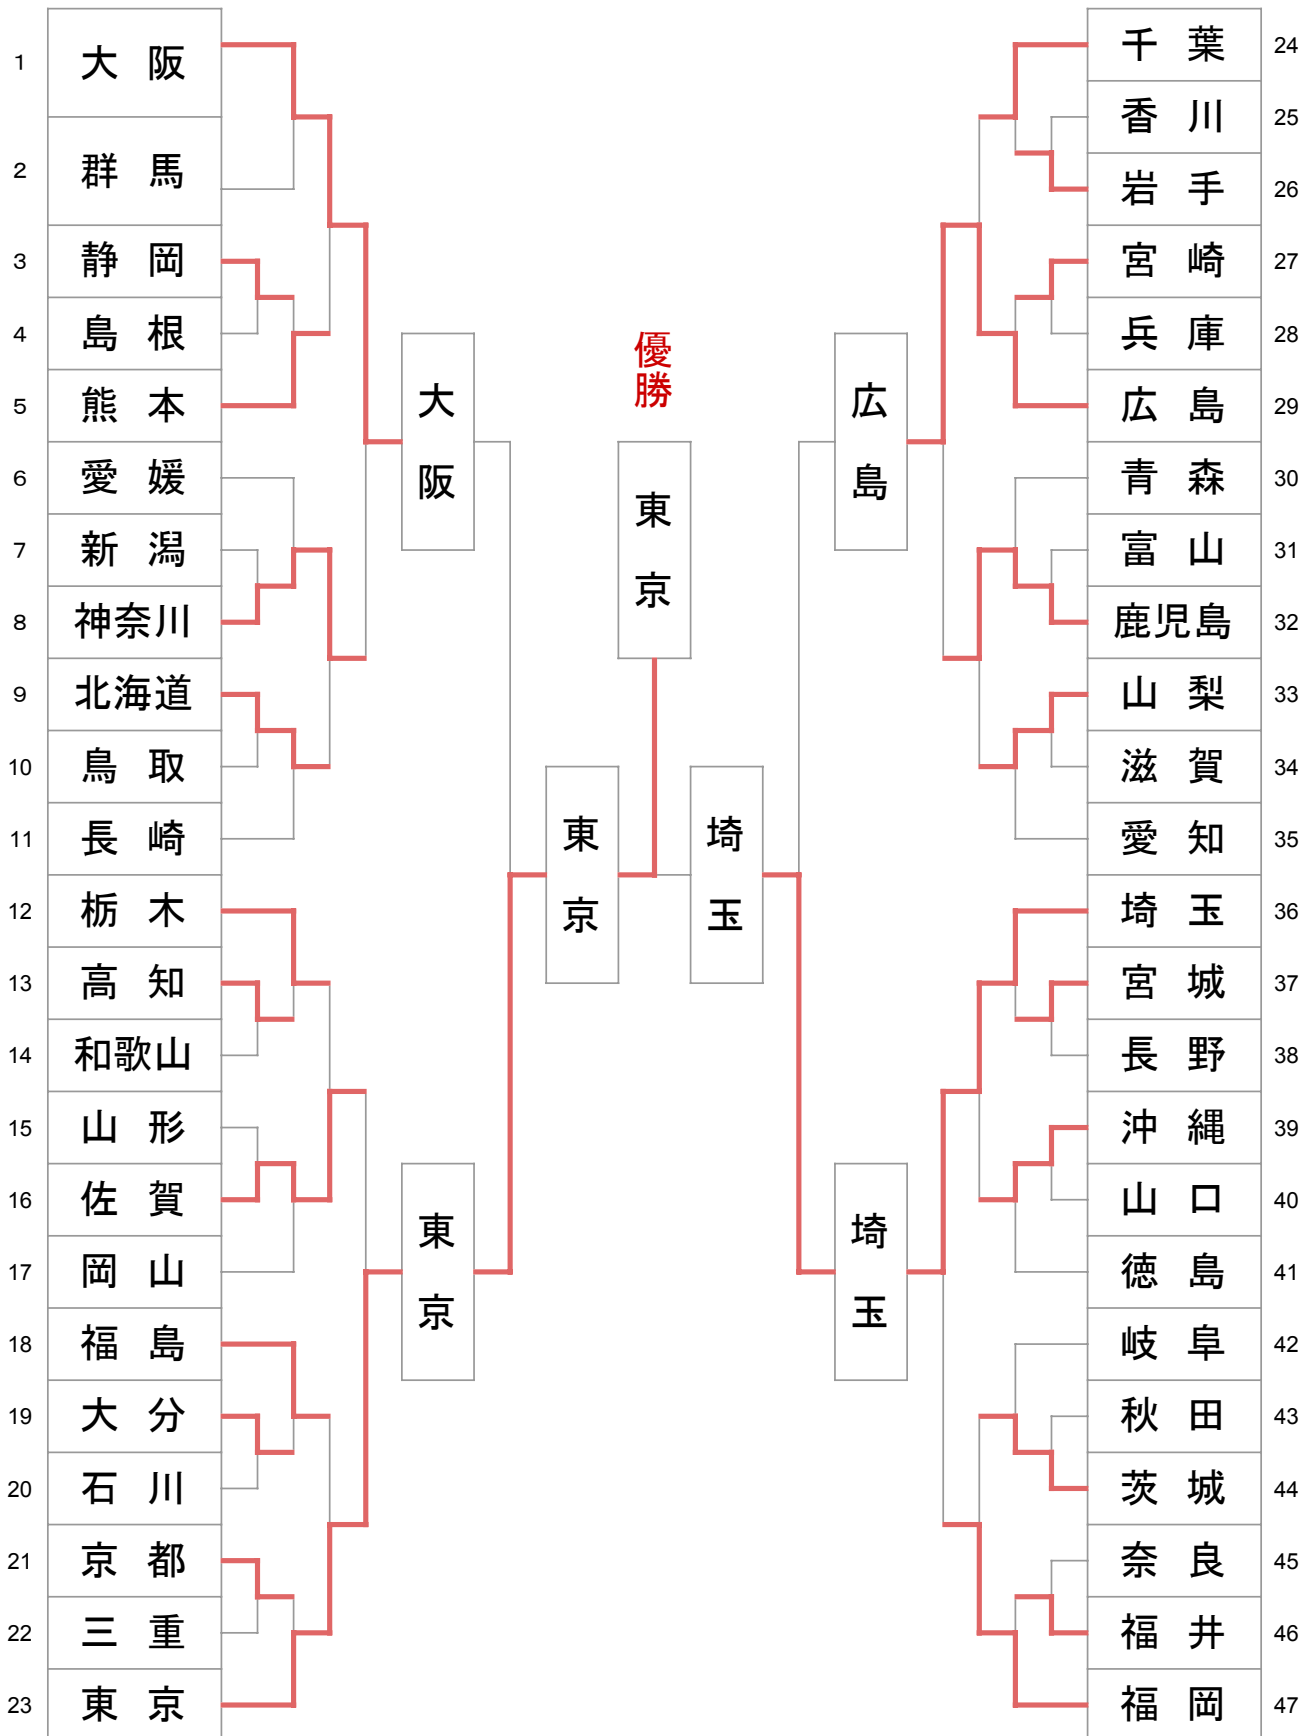 1 大阪
2 群馬
3 静岡
4 島根
5 熊本
6 愛媛
7 新潟
8 神奈川
9 北海道
10 鳥取
11 長崎
12 栃木
13 高知
14 和歌山
15 山形
16 佐賀
17 岡山
18 福島
19 大分
20 石川
21 京都
22 三重
23 東京
大阪
東京
東京
優勝
東京
埼玉
広島
埼玉
千葉 24
香川 25
岩手 26
宮崎 27
兵庫 28
広島 29
青森 30
富山 31
鹿児島 32
山梨 33
滋賀 34
愛知 35
埼玉 36
宮城 37
長野 38
沖縄 39
山口 40
徳島 41
岐阜 42
秋田 43
茨城 44
奈良 45
福井 46
福岡 47